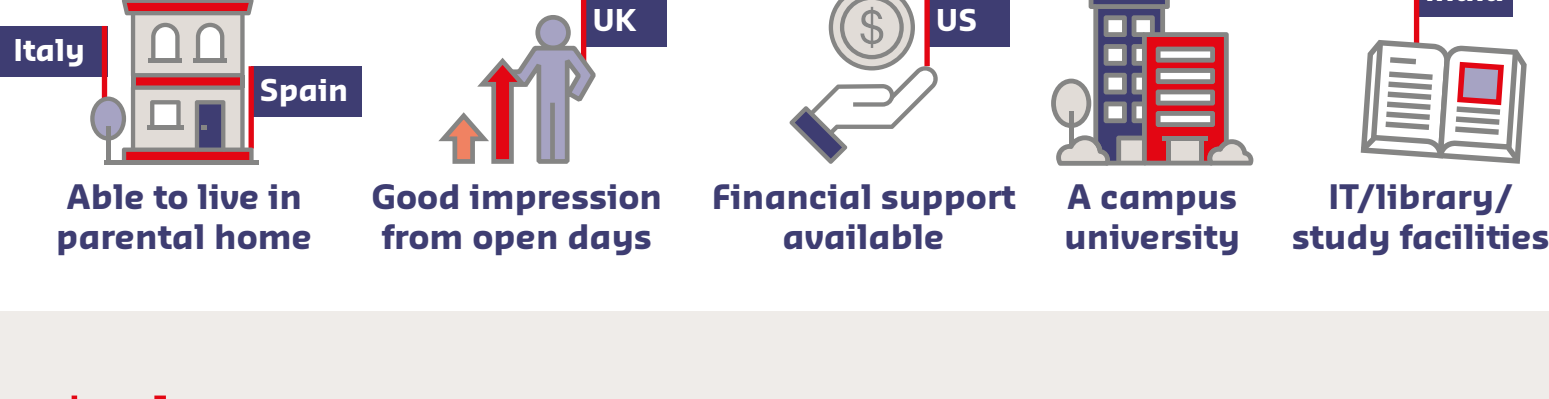 UK
US
Italy
Spain
$
Able to live in
parental home
Good impression
from open days
Financial support
available
A campus
university
IT/library/
study facilities